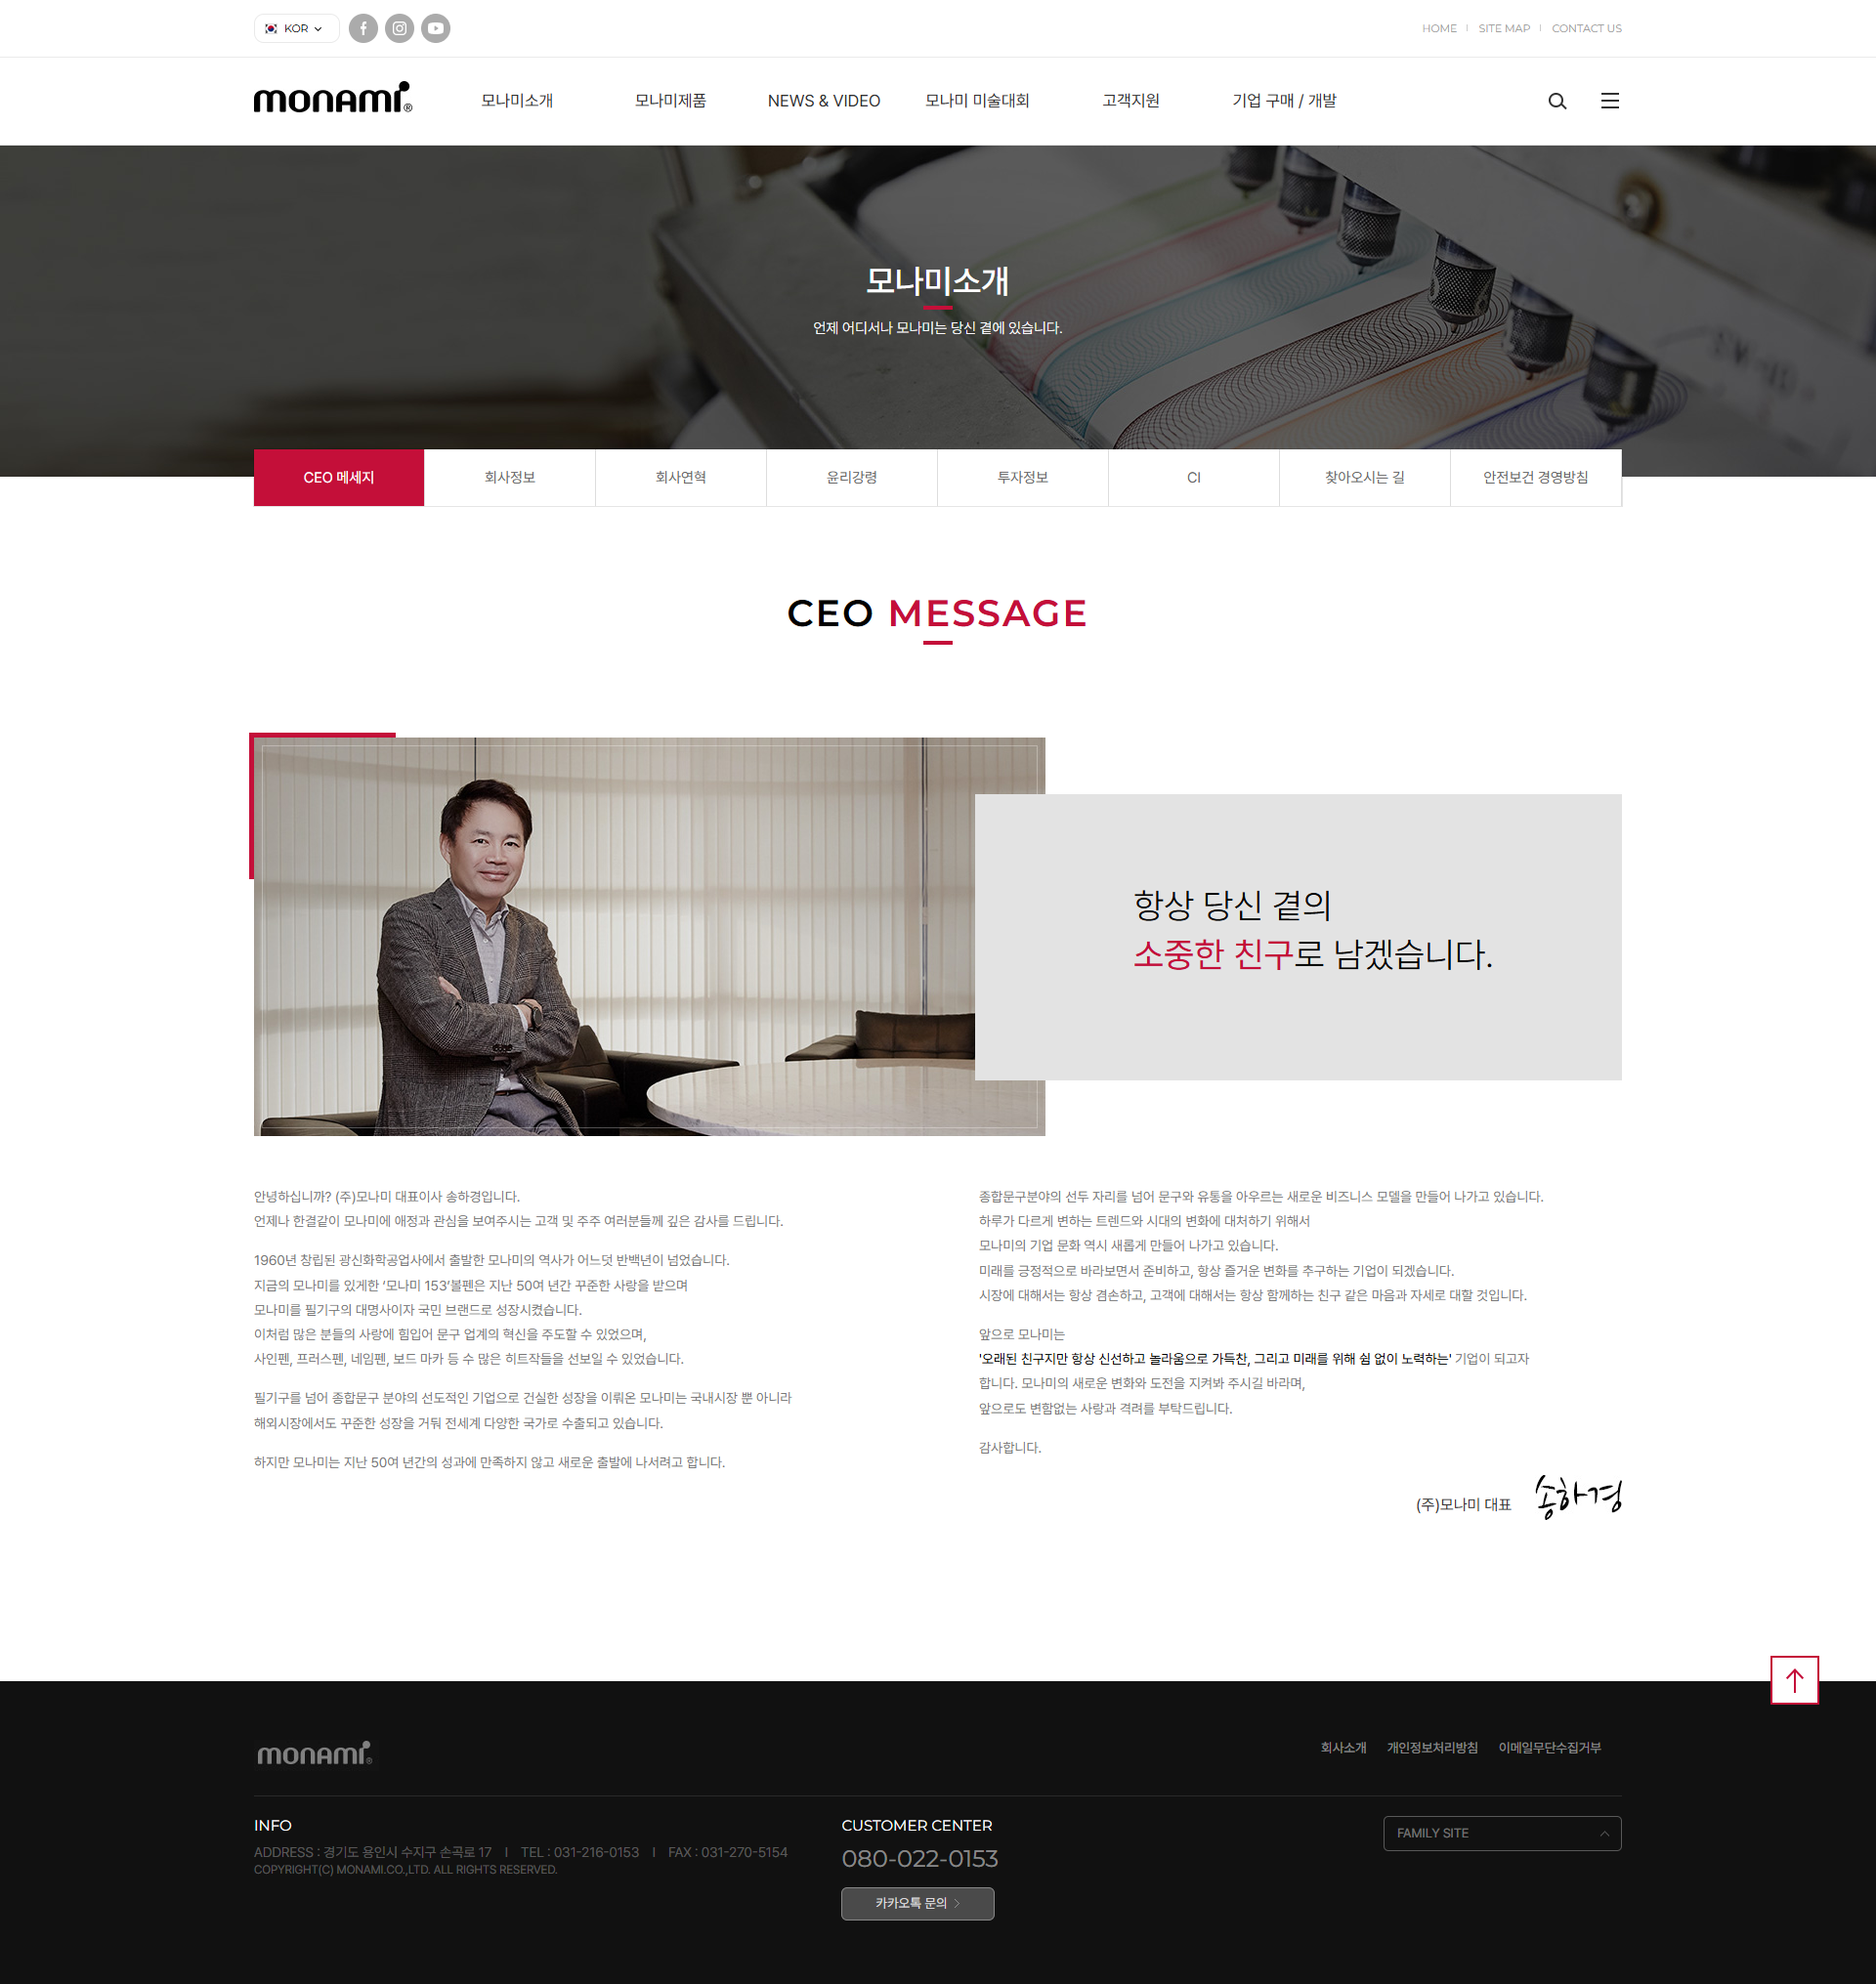 KOR
HOME
SITE MAP
CONTACT US
monami®
모나미소개
모나미제품
NEWS & VIDEO
모나미 미술대회
고객지원
기업 구매 / 개발
모나미소개
언제 어디서나 모나미는 당신 곁에 있습니다.
CEO 메세지
회사정보
회사연혁
윤리강령
투자정보
CI
찾아오시는 길
안전보건 경영방침
CEO MESSAGE
항상 당신 곁의
소중한 친구로 남겠습니다.
안녕하십니까? (주)모나미 대표이사 송하경입니다.
언제나 한결같이 모나미에 애정과 관심을 보여주시는 고객 및 주주 여러분들께 깊은 감사를 드립니다.
1960년 창립된 광신화학공업사에서 출발한 모나미의 역사가 어느덧 반백년이 넘었습니다.
지금의 모나미를 있게한 ‘모나미 153’볼펜은 지난 50여 년간 꾸준한 사랑을 받으며
모나미를 필기구의 대명사이자 국민 브랜드로 성장시켰습니다.
이처럼 많은 분들의 사랑에 힘입어 문구 업계의 혁신을 주도할 수 있었으며,
사인펜, 프러스펜, 네임펜, 보드 마카 등 수 많은 히트작들을 선보일 수 있었습니다.
필기구를 넘어 종합문구 분야의 선도적인 기업으로 건실한 성장을 이뤄온 모나미는 국내시장 뿐 아니라
해외시장에서도 꾸준한 성장을 거둬 전세계 다양한 국가로 수출되고 있습니다.
하지만 모나미는 지난 50여 년간의 성과에 만족하지 않고 새로운 출발에 나서려고 합니다.
종합문구분야의 선두 자리를 넘어 문구와 유통을 아우르는 새로운 비즈니스 모델을 만들어 나가고 있습니다.
하루가 다르게 변하는 트렌드와 시대의 변화에 대처하기 위해서
모나미의 기업 문화 역시 새롭게 만들어 나가고 있습니다.
미래를 긍정적으로 바라보면서 준비하고, 항상 즐거운 변화를 추구하는 기업이 되겠습니다.
시장에 대해서는 항상 겸손하고, 고객에 대해서는 항상 함께하는 친구 같은 마음과 자세로 대할 것입니다.
앞으로 모나미는
'오래된 친구지만 항상 신선하고 놀라움으로 가득찬, 그리고 미래를 위해 쉼 없이 노력하는' 기업이 되고자
합니다. 모나미의 새로운 변화와 도전을 지켜봐 주시길 바라며,
앞으로도 변함없는 사랑과 격려를 부탁드립니다.
감사합니다.
(주)모나미 대표 송하경
monami®
회사소개
개인정보처리방침
이메일무단수집거부
INFO
ADDRESS : 경기도 용인시 수지구 손곡로 17 I TEL : 031-216-0153 I FAX : 031-270-5154
COPYRIGHT(C) MONAMI.CO.,LTD. ALL RIGHTS RESERVED.
CUSTOMER CENTER
080-022-0153
카카오톡 문의
FAMILY SITE